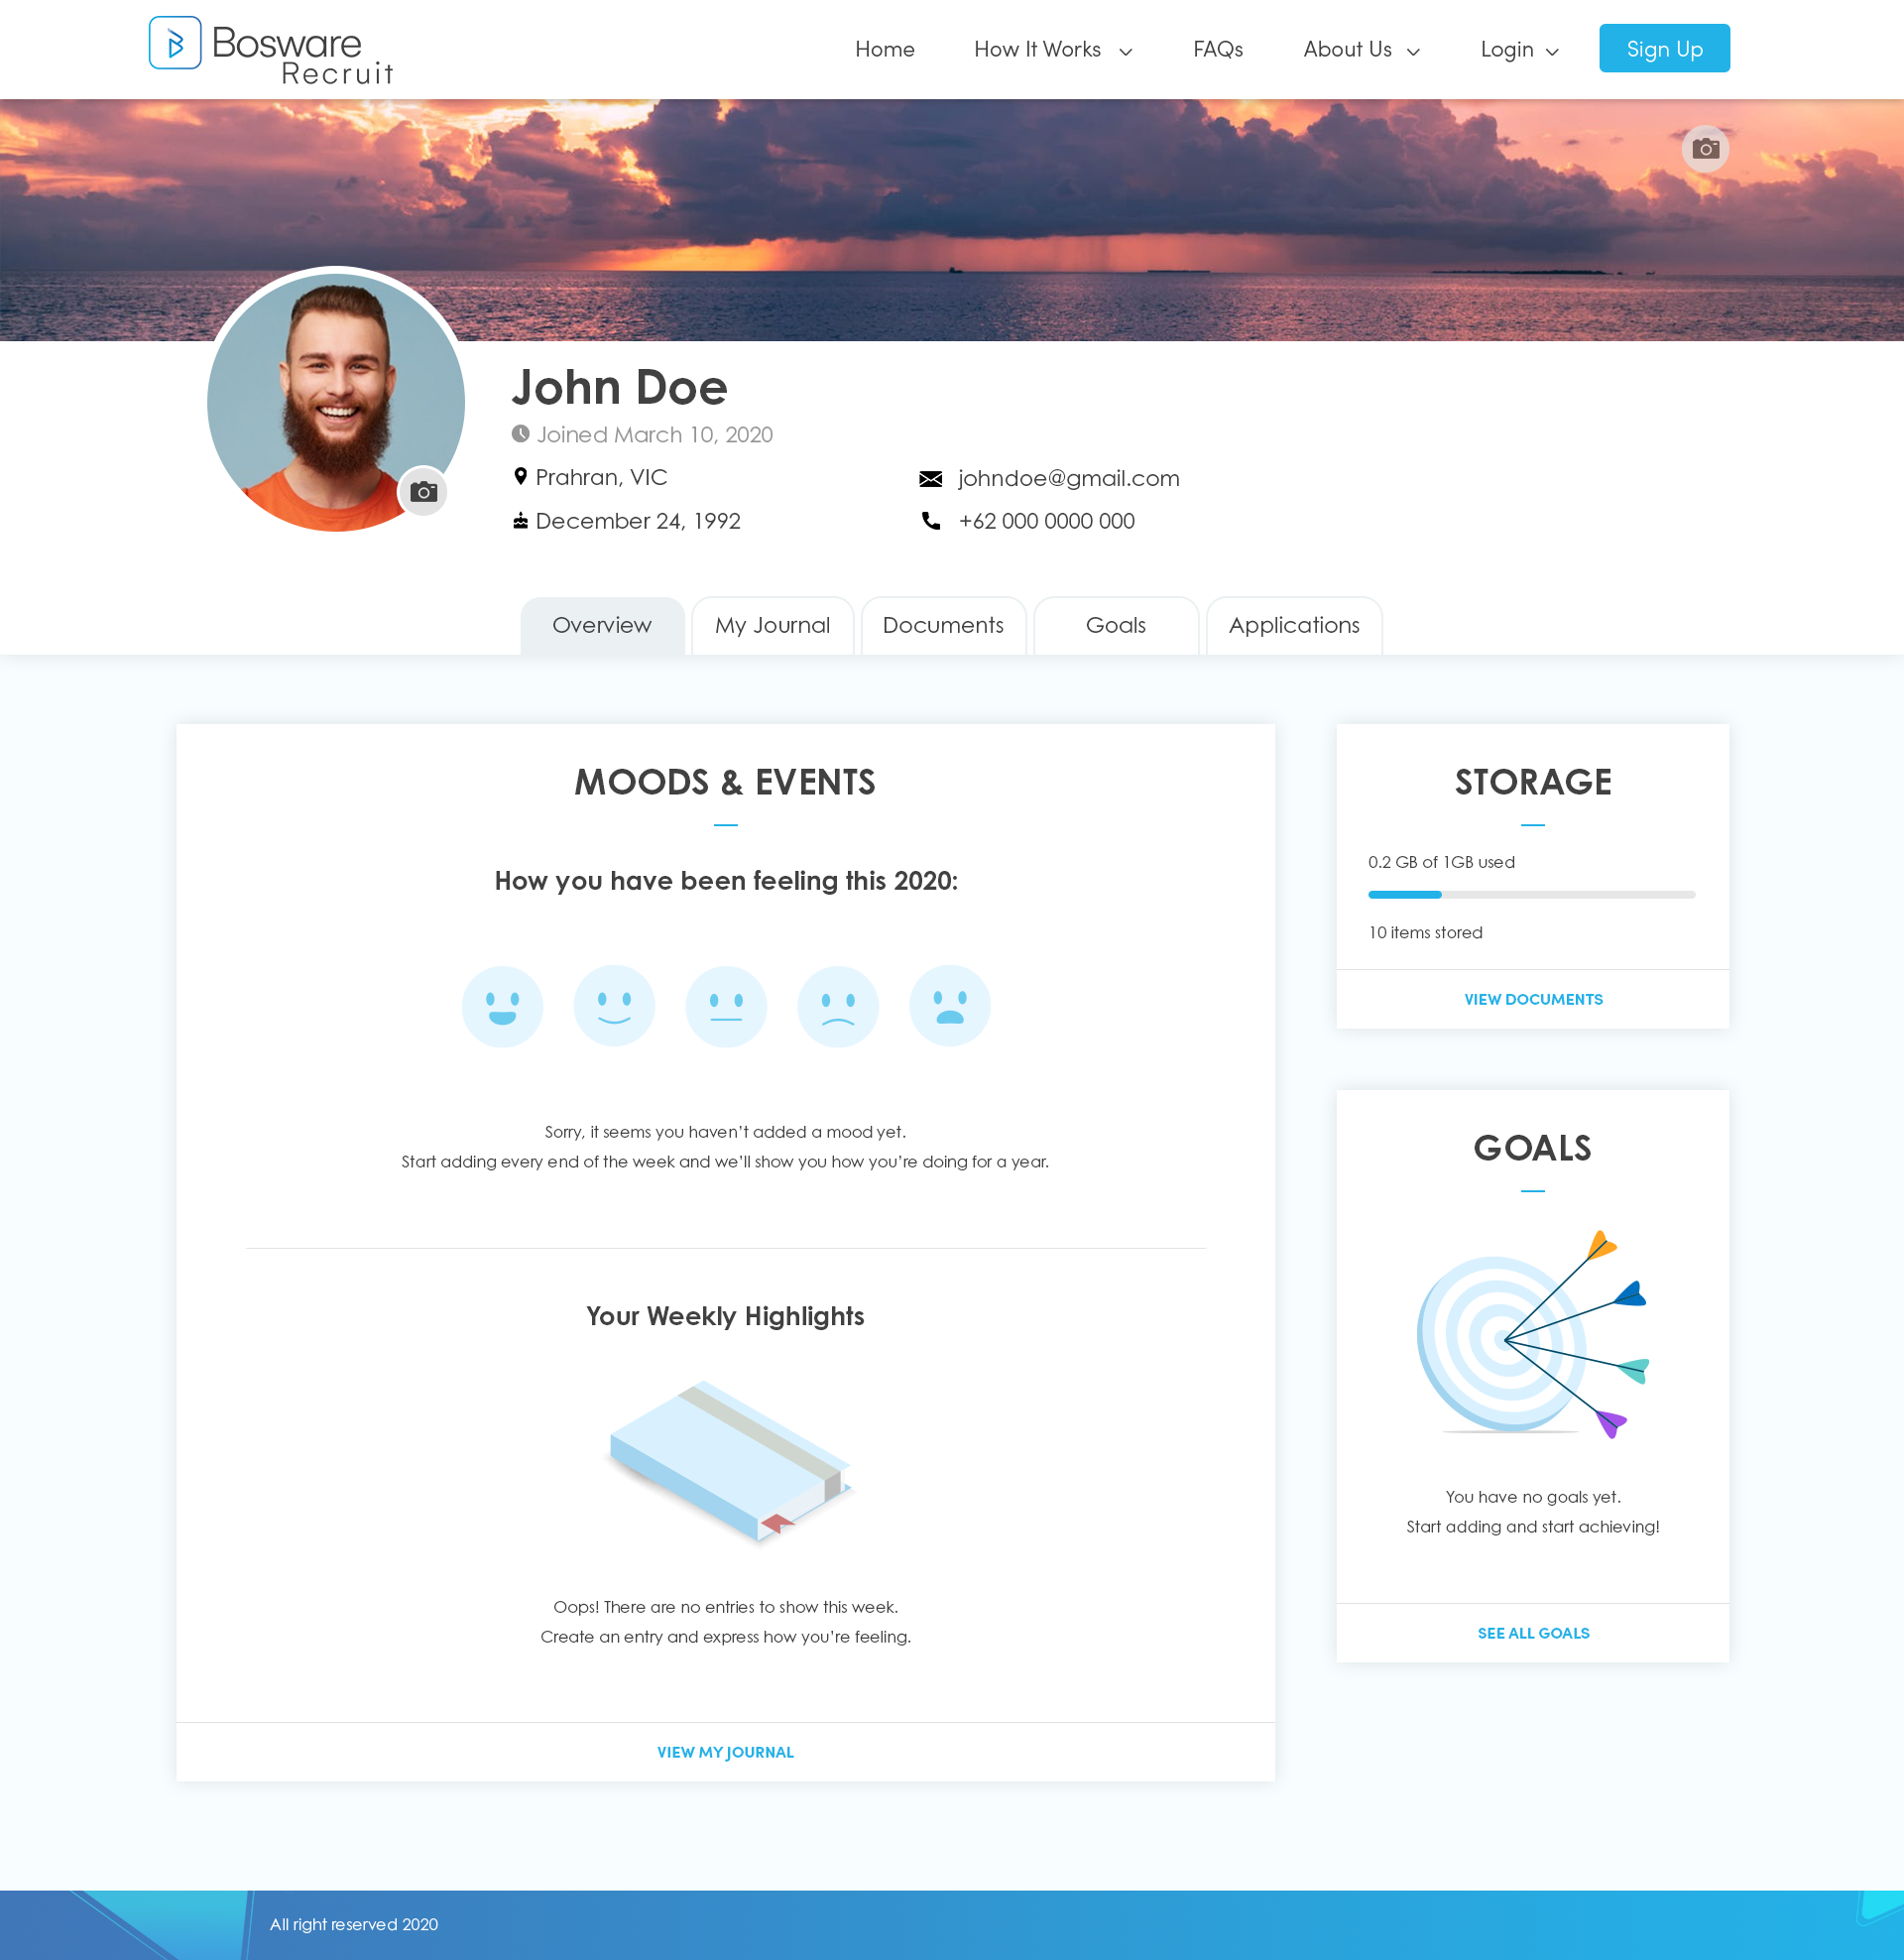 Bosware
Recruit
Home
How It Works
FAQs
About Us
Login
Sign Up
John Doe
Joined March 10, 2020
Prahran, VIC
johndoe@gmail.com
December 24, 1992
+62 000 0000 000
Overview
My Journal
Documents
Goals
Applications
MOODS & EVENTS
How you have been feeling this 2020:
Sorry, it seems you haven’t added a mood yet.
Start adding every end of the week and we’ll show you how you’re doing for a year.
Your Weekly Highlights
Oops! There are no entries to show this week.
Create an entry and express how you’re feeling.
VIEW MY JOURNAL
STORAGE
0.2 GB of 1GB used
10 items stored
VIEW DOCUMENTS
GOALS
You have no goals yet.
Start adding and start achieving!
SEE ALL GOALS
All right reserved 2020